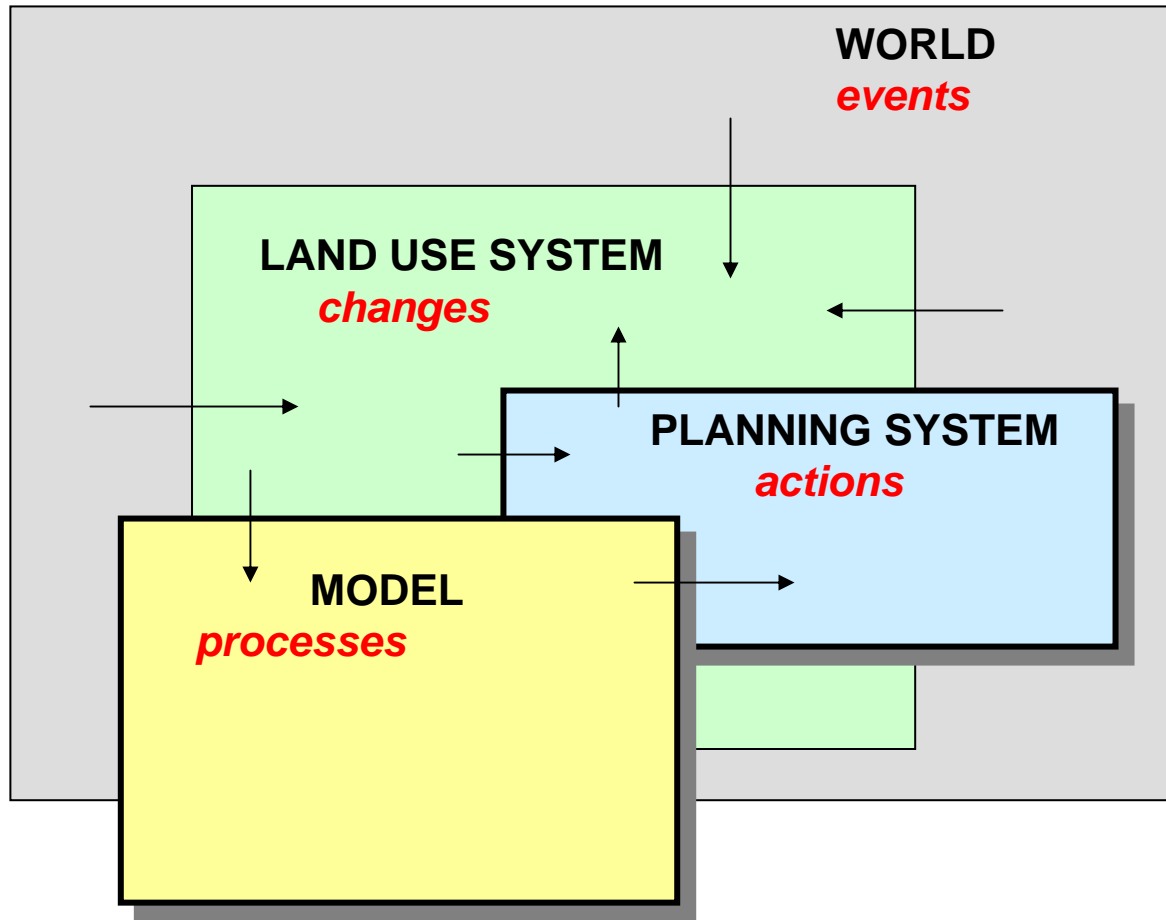 WORLD
events
LAND USE SYSTEM
changes
PLANNING SYSTEM
actions
MODEL
processes